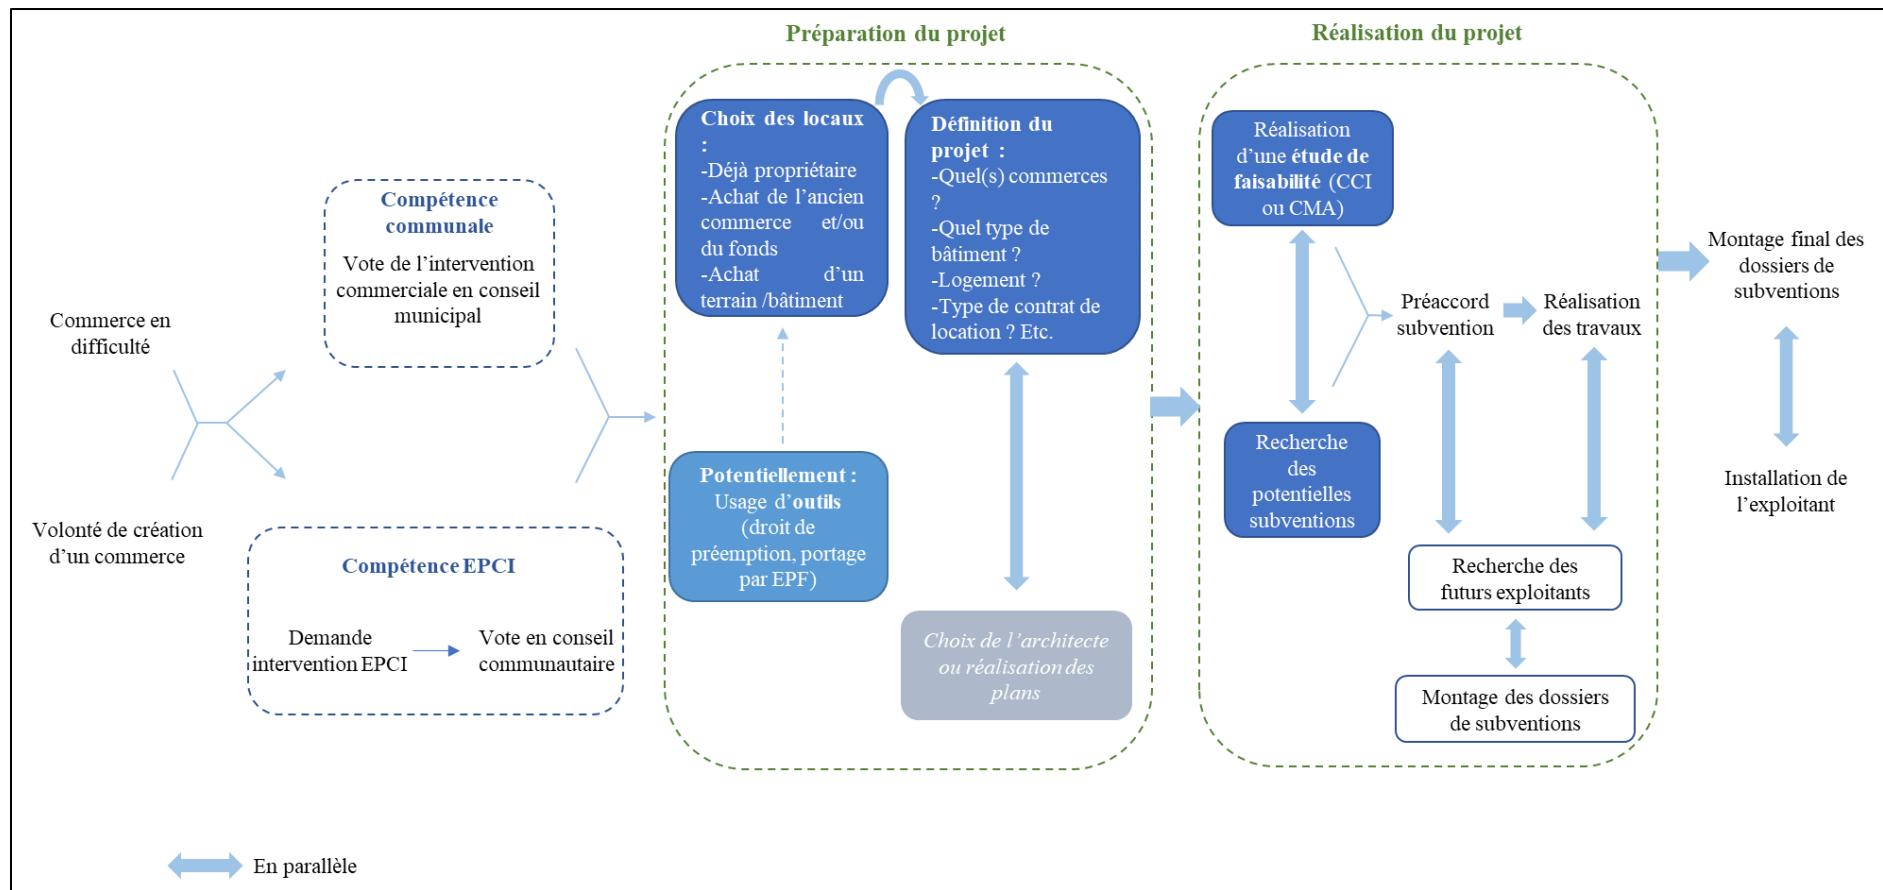 Préparation du projet
Réalisation du projet
Commerce en
difficulté
Volonté de création
d'un commerce
Compétence
communale
Vote de l'intervention
commerciale en conseil
municipal
Compétence EPCI
Demande
intervention EPCI
Vote en conseil
communautaire
Choix des locaux
:
-Déjà propriétaire
-Achat de l'ancien
commerce et/ou
du fonds
-Achat d'un
terrain /bâtiment
Potentiellement :
Usage d'outils
(droit de
préemption, portage
par EPF)
Définition du
projet :
-Quel(s) commerces
?
-Quel type de
bâtiment ?
-Logement ?
-Type de contrat de
location ? Etc.
Choix de l'architecte
ou réalisation des
plans
Réalisation
d'une étude de
faisabilité (CCI
ou CMA)
Recherche
des
potentielles
subventions
Préaccord
subvention
Réalisation
des travaux
Recherche des
futurs exploitants
Montage des dossiers
de subventions
Montage final des
dossiers de
subventions
Installation de
l'exploitant
En parallèle